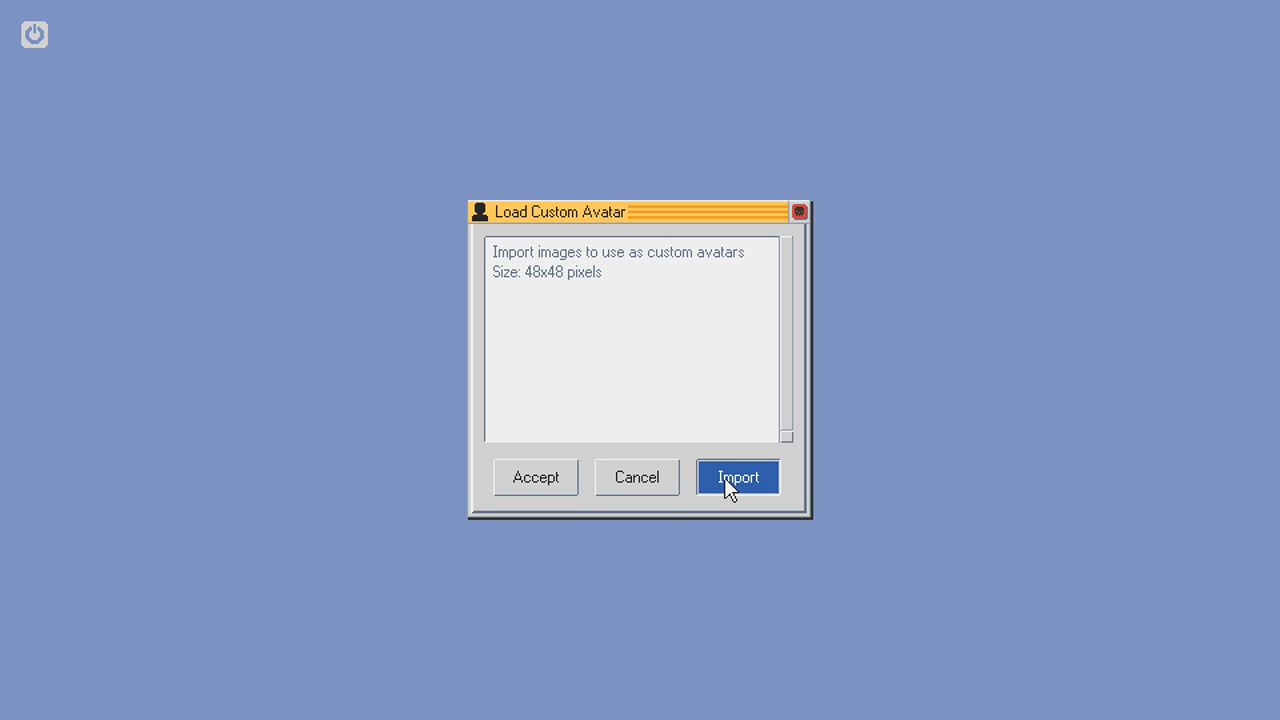 Load Custom Avatar
Import images to use as custom avatars
Size: 48x48 pixels
Accept
Cancel
Import